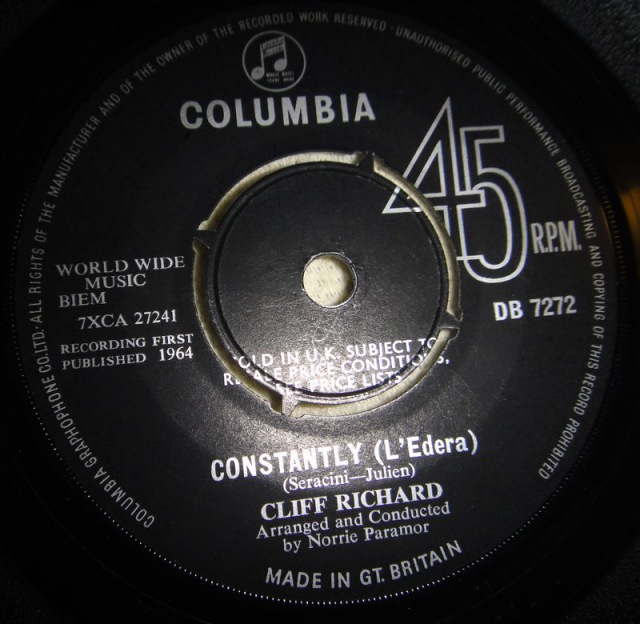 COLUMBIA GRAPHOPHONE CO. LTD. · ALL RIGHTS OF THE MANUFACTURER AND OF THE OWNER OF THE RECORDED WORK RESERVED · UNAUTHORISED PUBLIC PERFORMANCE BROADCASTING AND COPYING OF THIS RECORD PROHIBITED
COLUMBIA
45 R.P.M.
WORLD WIDE
MUSIC
BIEM
7XCA 27241
RECORDING FIRST
PUBLISHED 1964
DB 7272
SOLD IN U.K. SUBJECT TO
PRICE CONDITIONS,
PRICE LISTS
CONSTANTLY (L'Edera)
(Seracini—Julien)
CLIFF RICHARD
Arranged and Conducted
by Norrie Paramor
MADE IN GT. BRITAIN